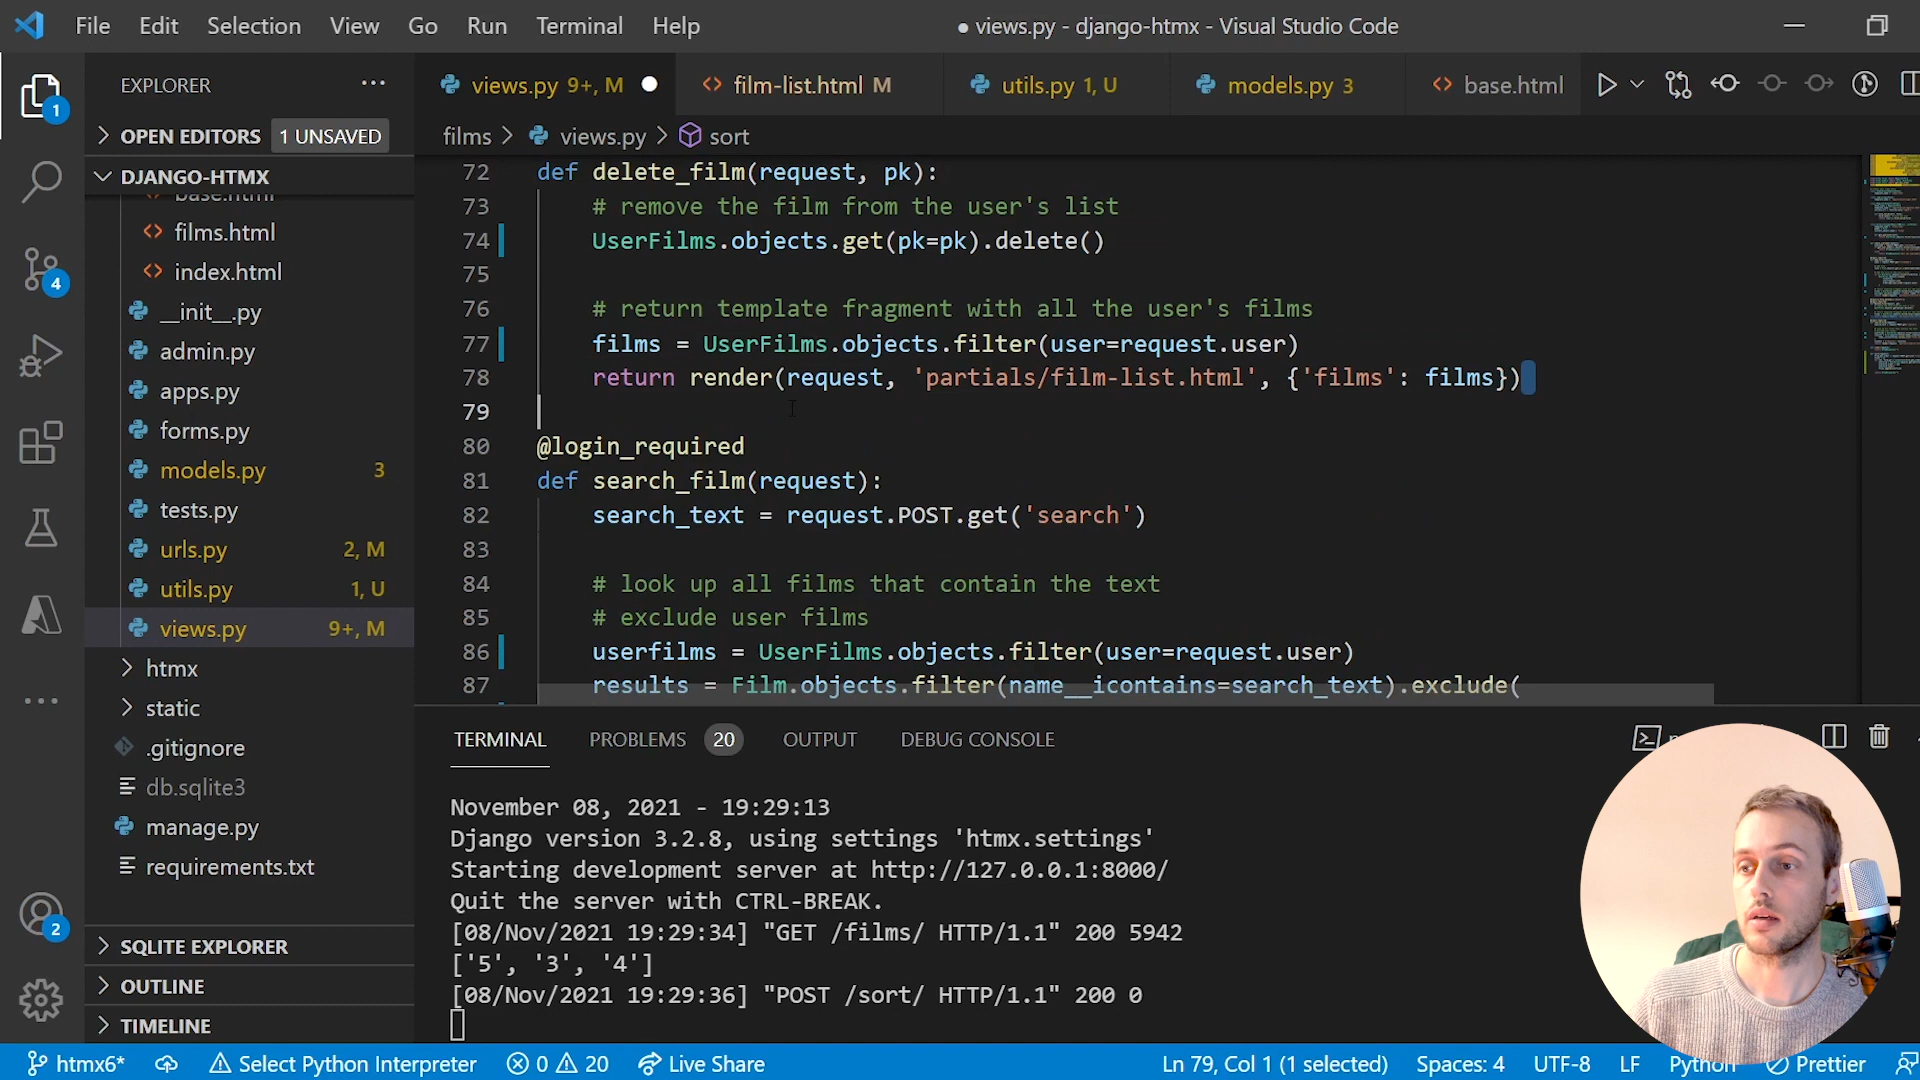 File Edit Selection View Go Run Terminal Help
● views.py - django-htmx - Visual Studio Code
EXPLORER
OPEN EDITORS 1 UNSAVED
DJANGO-HTMX
base.html
films.html
index.html
__init__.py
admin.py
apps.py
forms.py
models.py 3
tests.py
urls.py 2, M
utils.py 1, U
views.py 9+, M
htmx
static
.gitignore
db.sqlite3
manage.py
requirements.txt
SQLITE EXPLORER
OUTLINE
TIMELINE
1
4
2
views.py 9+, M
film-list.html M
utils.py 1, U
models.py 3
base.html
films > views.py > sort
72 def delete_film(request, pk):
73 # remove the film from the user's list
74 UserFilms.objects.get(pk=pk).delete()
75
76 # return template fragment with all the user's films
77 films = UserFilms.objects.filter(user=request.user)
78 return render(request, 'partials/film-list.html', {'films': films})
79
80 @login_required
81 def search_film(request):
82 search_text = request.POST.get('search')
83
84 # look up all films that contain the text
85 # exclude user films
86 userfilms = UserFilms.objects.filter(user=request.user)
87 results = Film.objects.filter(name__icontains=search_text).exclude(
TERMINAL PROBLEMS 20 OUTPUT DEBUG CONSOLE
November 08, 2021 - 19:29:13
Django version 3.2.8, using settings 'htmx.settings'
Starting development server at http://127.0.0.1:8000/
Quit the server with CTRL-BREAK.
[08/Nov/2021 19:29:34] "GET /films/ HTTP/1.1" 200 5942
['5', '3', '4']
[08/Nov/2021 19:29:36] "POST /sort/ HTTP/1.1" 200 0
htmx6* Select Python Interpreter 0 20 Live Share
Ln 79, Col 1 (1 selected) Spaces: 4 UTF-8 LF Python Prettier